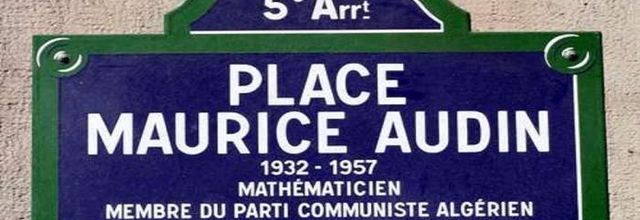 5e Arrt
PLACE
MAURICE AUDIN
1932 - 1957
MATHÉMATICIEN
MEMBRE DU PARTI COMMUNISTE ALGÉRIEN